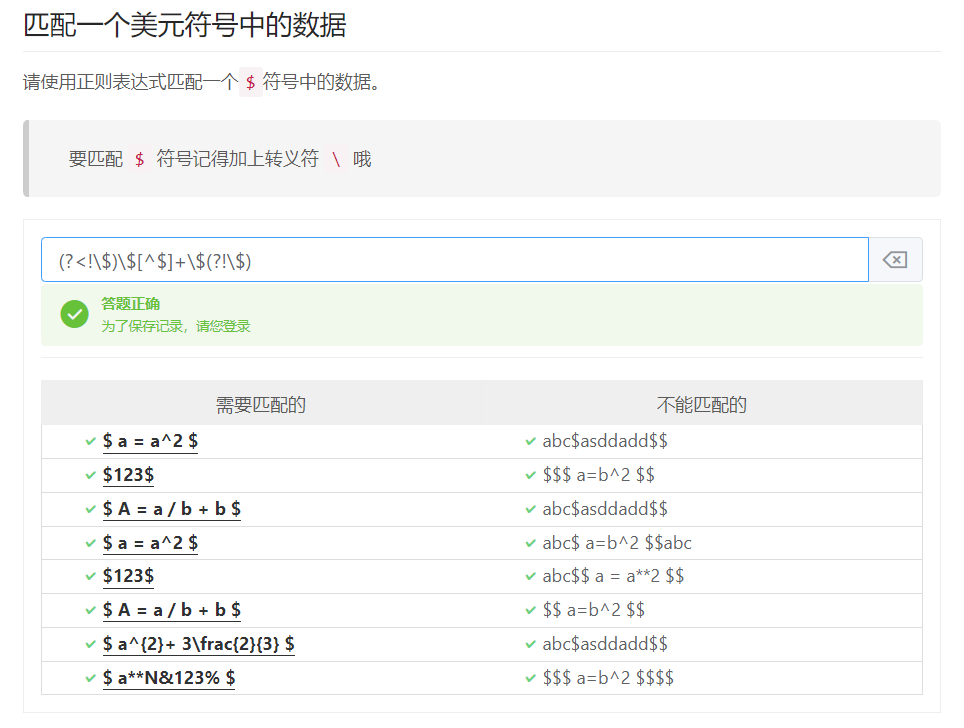 匹配一个美元符号中的数据
请使用正则表达式匹配一个 $ 符号中的数据。
要匹配 $ 符号记得加上转义符 \ 哦
(?<!\$)\$[^$]+\$(?!\$)
答题正确
为了保存记录，请您登录
需要匹配的 不能匹配的
$ a = a^2 $ abc$asddadd$$
$123$ $$$ a=b^2 $$
$ A = a / b + b $ abc$asddadd$$
$ a = a^2 $ abc$ a=b^2 $$abc
$123$ abc$$ a = a**2 $$
$ A = a / b + b $ $$ a=b^2 $$
$ a^{2}+ 3\frac{2}{3} $ abc$asddadd$$
$ a**N&123% $ $$$ a=b^2 $$$$